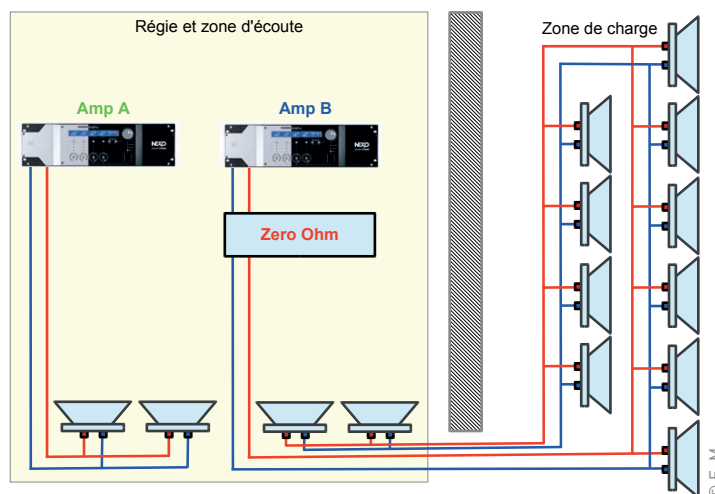 Régie et zone d'écoute
Zone de charge
Amp A
Amp B
NEXO
NEXO
Zero Ohm